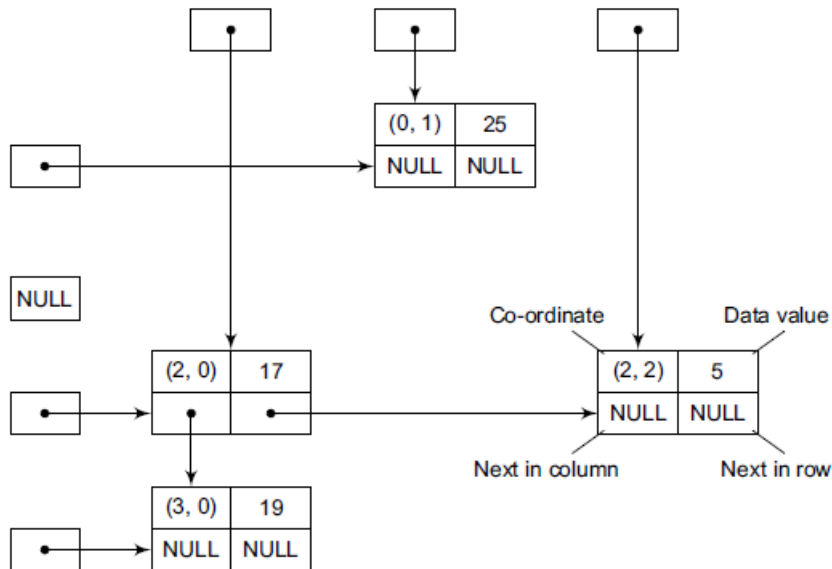 (0, 1) 25
NULL NULL
NULL
Co-ordinate Data value
(2, 0) 17 (2, 2) 5
NULL NULL
Next in column Next in row
(3, 0) 19
NULL NULL